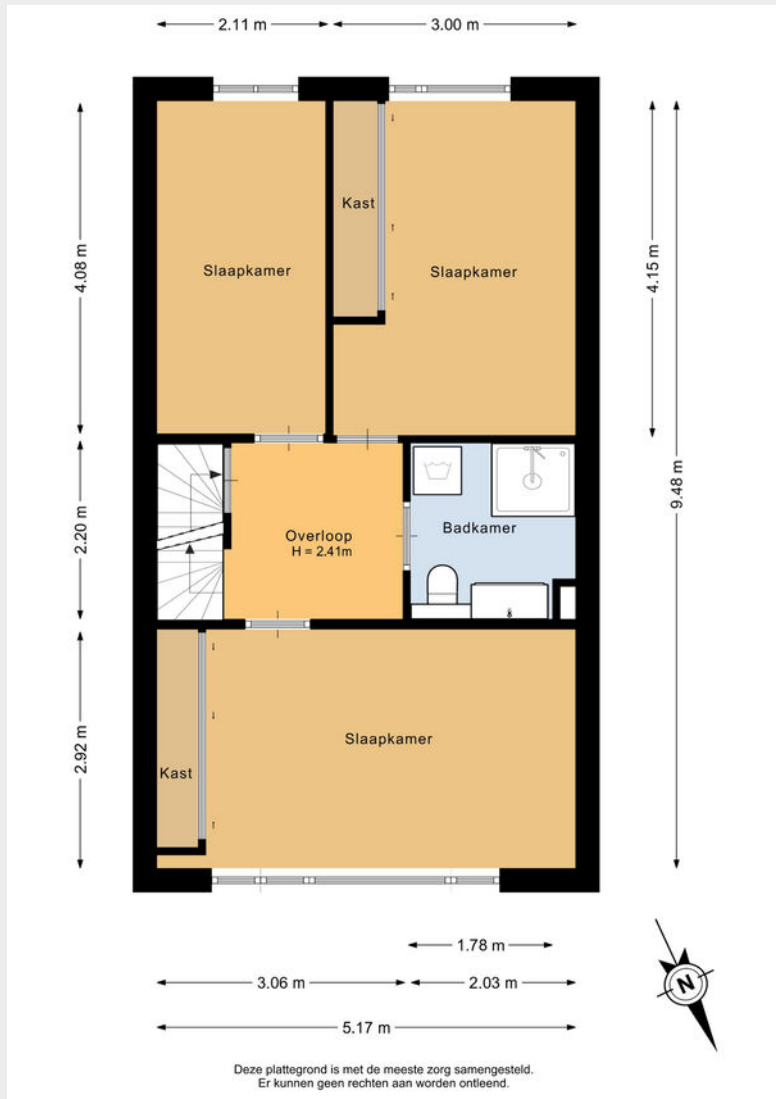 2.11 m
3.00 m
Kast
Slaapkamer
Slaapkamer
4.08 m
4.15 m
9.48 m
2.20 m
Overloop
H = 2.41m
Badkamer
Slaapkamer
Kast
2.92 m
1.78 m
3.06 m
2.03 m
5.17 m
N
Deze plattegrond is met de meeste zorg samengesteld.
Er kunnen geen rechten aan worden ontleend.